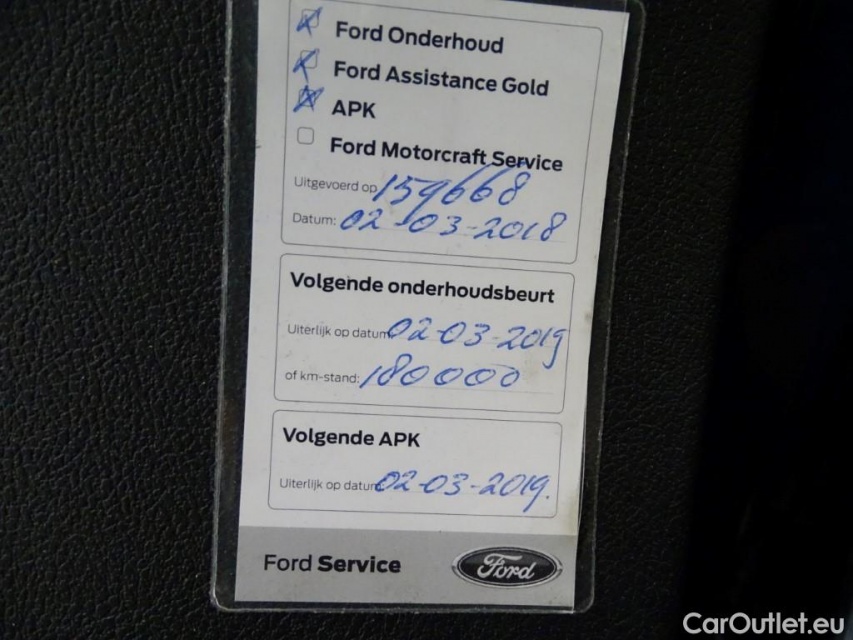 Ford Onderhoud
Ford Assistance Gold
APK
Ford Motorcraft Service
Uitgevoerd op 159668
Datum: 02-03-2018
Volgende onderhoudsbeurt
Uiterlijk op datum 02-03-2019
of km-stand: 180000
Volgende APK
Uiterlijk op datum 02-03-2019.
Ford Service
Ford
CarOutlet.eu